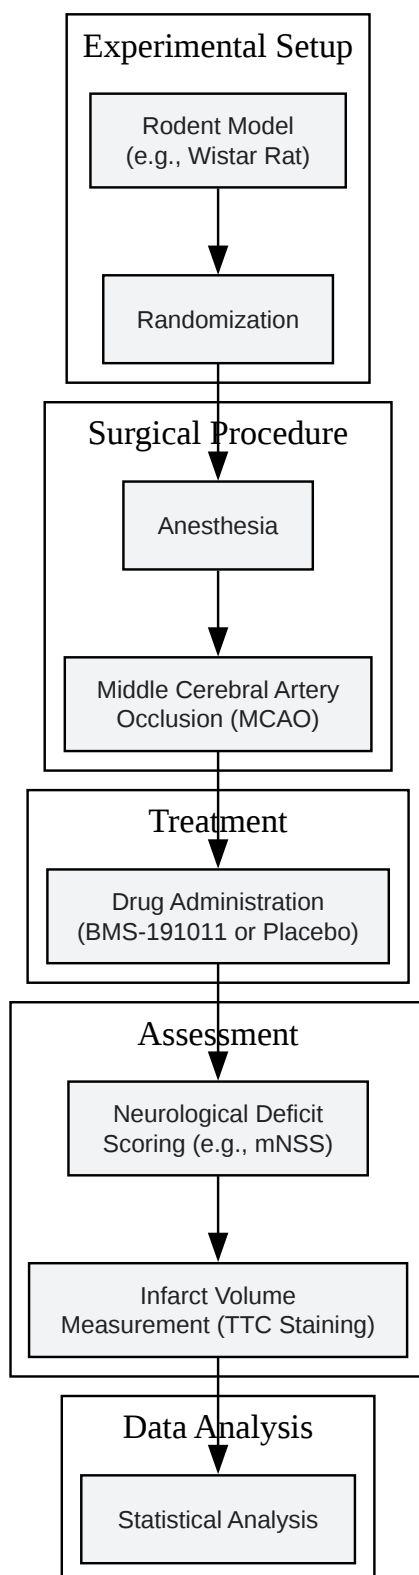 Experimental Setup
Rodent Model
(e.g., Wistar Rat)
Randomization
Surgical Procedure
Anesthesia
Middle Cerebral Artery
Occlusion (MCAO)
Treatment
Drug Administration
(BMS-191011 or Placebo)
Assessment
Neurological Deficit
Scoring (e.g., mNSS)
Infarct Volume
Measurement (TTC Staining)
Data Analysis
Statistical Analysis